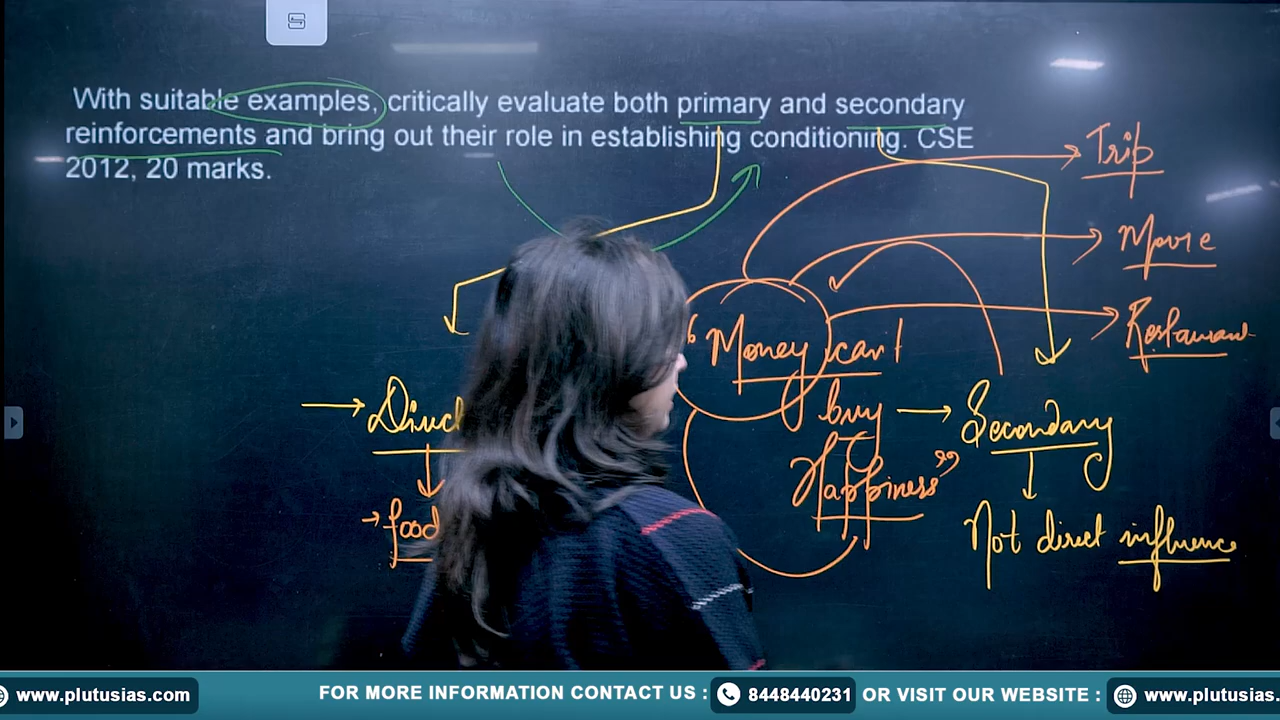 With suitable examples, critically evaluate both primary and secondary
reinforcements and bring out their role in establishing conditioning. CSE
2012, 20 marks.
Trip
Movie
Restaurant
"Money can't
buy
Happiness"
Secondary
Not direct influence
food
www.plutusias.com
FOR MORE INFORMATION CONTACT US :
8448440231
OR VISIT OUR WEBSITE :
www.plutusias.